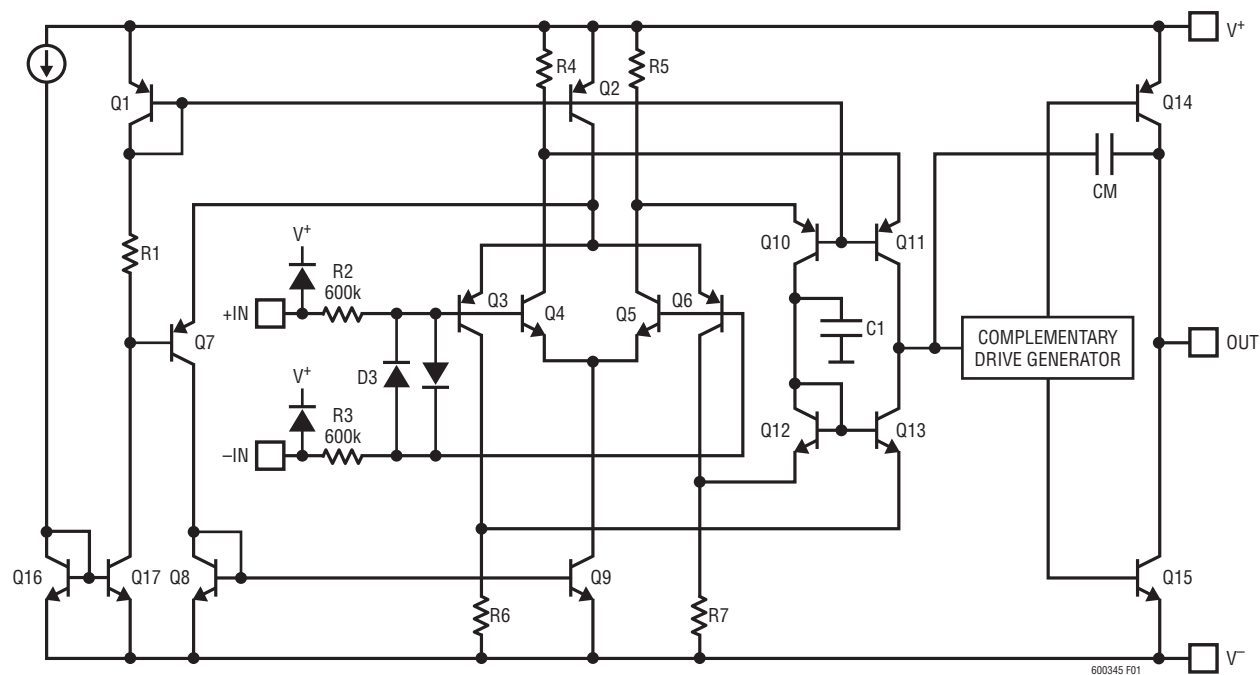 V+
R4
Q2
R5
Q1
Q14
CM
R1
V+
R2
600k
+IN
Q10
Q11
Q3
Q4
Q5
Q6
C1
COMPLEMENTARY
DRIVE GENERATOR
OUT
Q7
D3
V+
R3
600k
–IN
Q12
Q13
Q16
Q17
Q8
Q9
Q15
R6
R7
V–
600345 F01